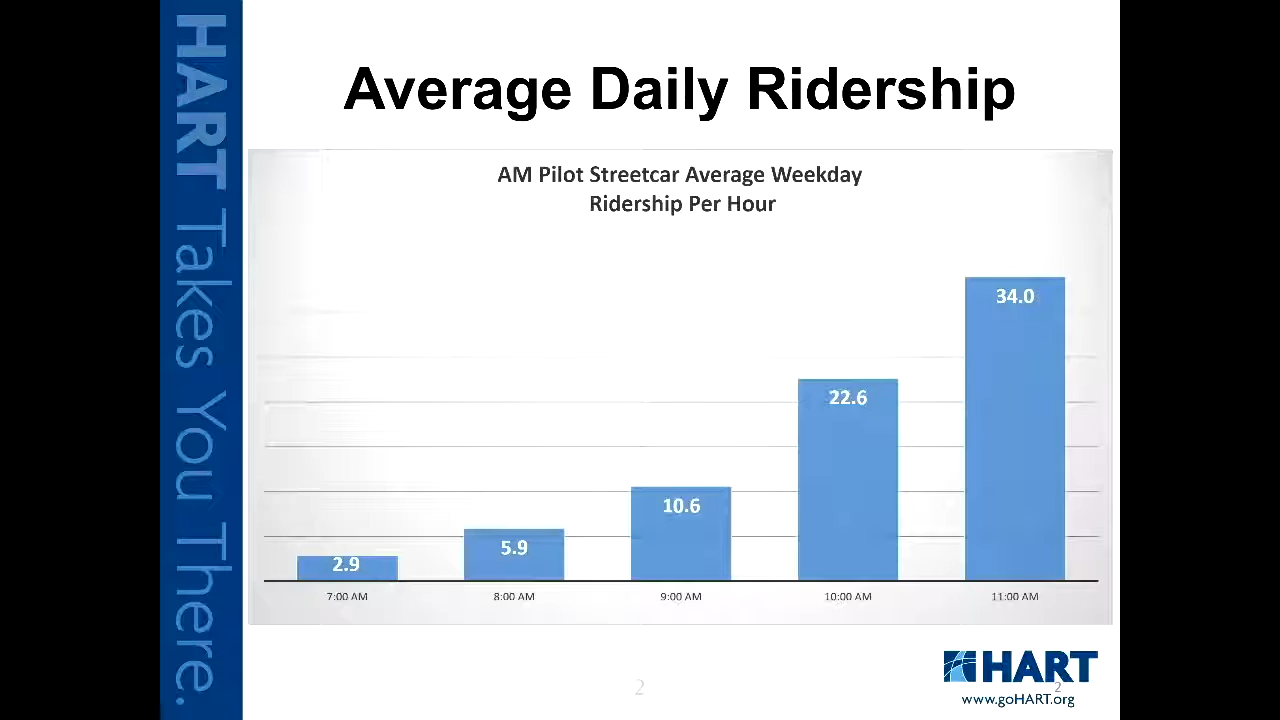 HART Takes You There.
Average Daily Ridership
AM Pilot Streetcar Average Weekday
Ridership Per Hour
34.0
22.6
10.6
5.9
2.9
7:00 AM 8:00 AM 9:00 AM 10:00 AM 11:00 AM
HART
2 2
www.goHART.org